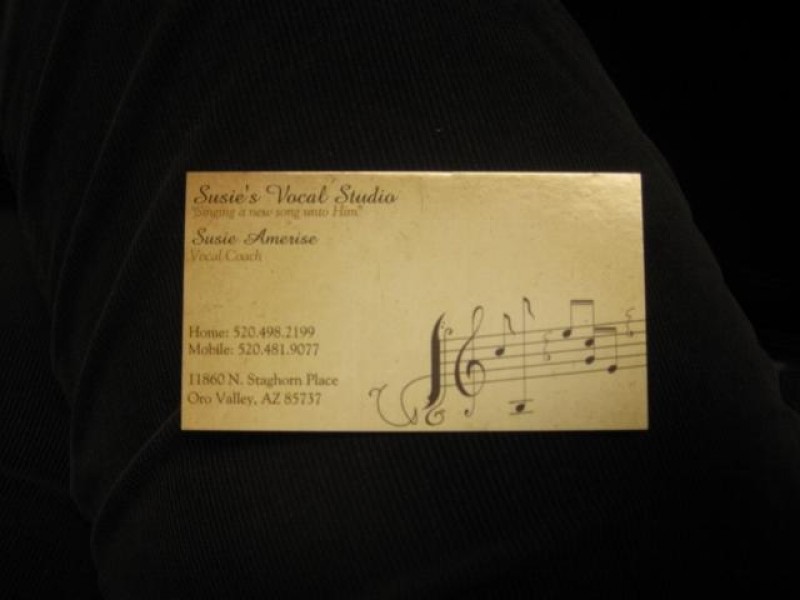 Susie's Vocal Studio
"Singing a new song unto Him"
Susie Amerise
Vocal Coach
Home: 520.498.2199
Mobile: 520.481.9077
11860 N. Staghorn Place
Oro Valley, AZ 85737